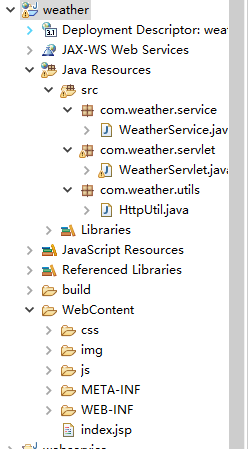 weather
Deployment Descriptor: wea
JAX-WS Web Services
Java Resources
src
com.weather.service
WeatherService.jav
com.weather.servlet
WeatherServlet.java
com.weather.utils
HttpUtil.java
Libraries
JavaScript Resources
Referenced Libraries
build
WebContent
css
img
js
META-INF
WEB-INF
index.jsp